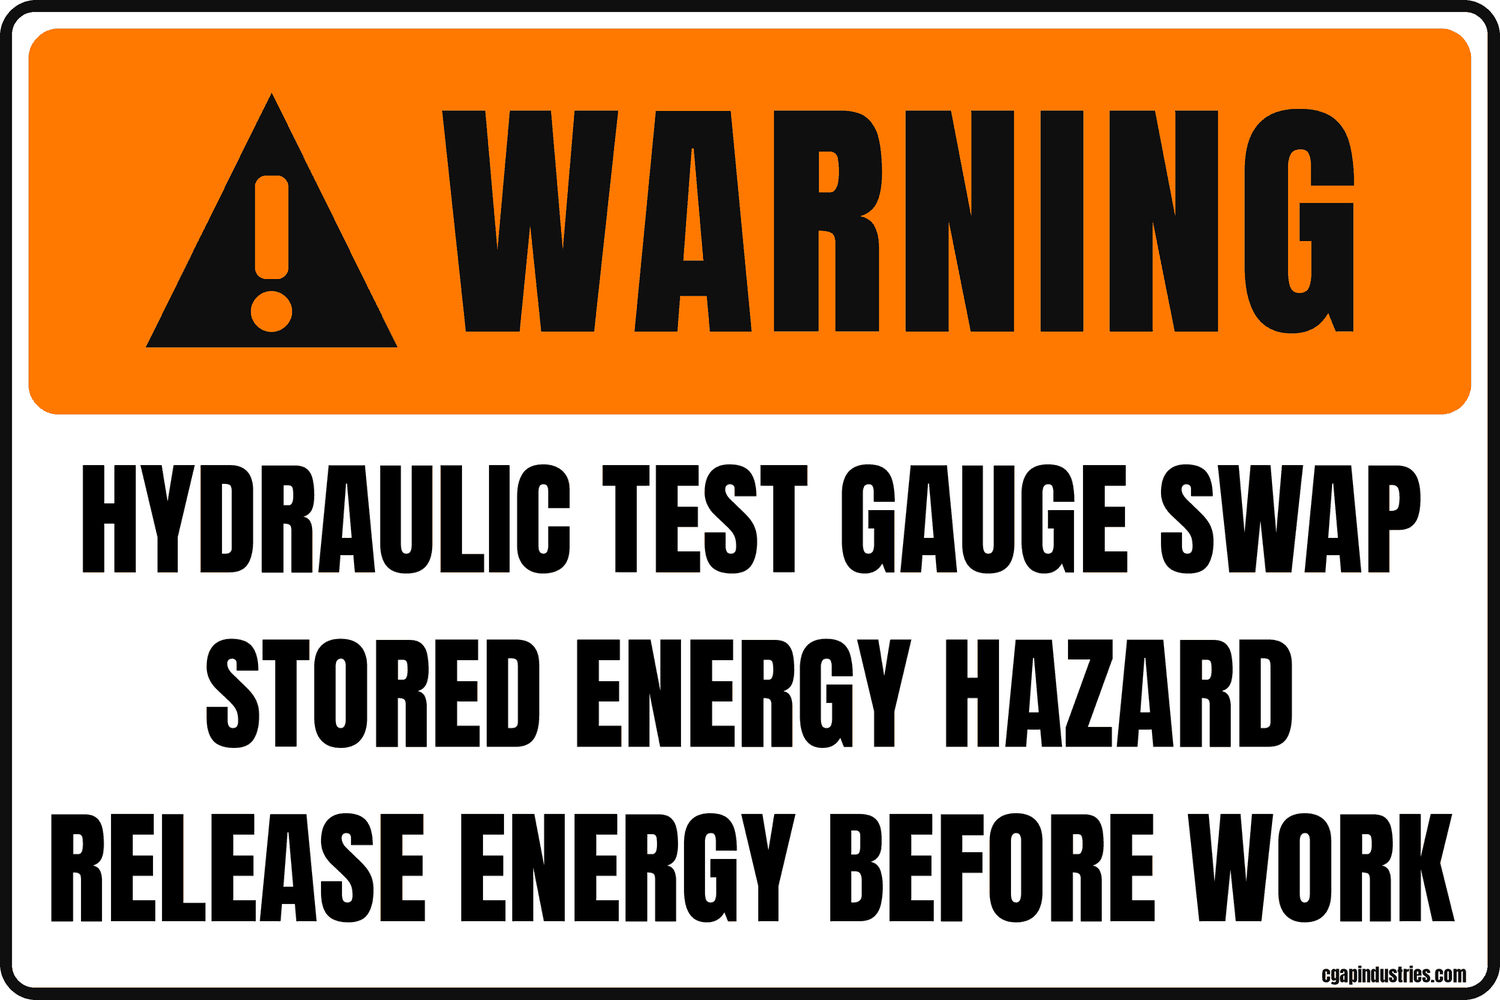 WARNING
HYDRAULIC TEST GAUGE SWAP
STORED ENERGY HAZARD
RELEASE ENERGY BEFORE WORK
cgapindustries.com